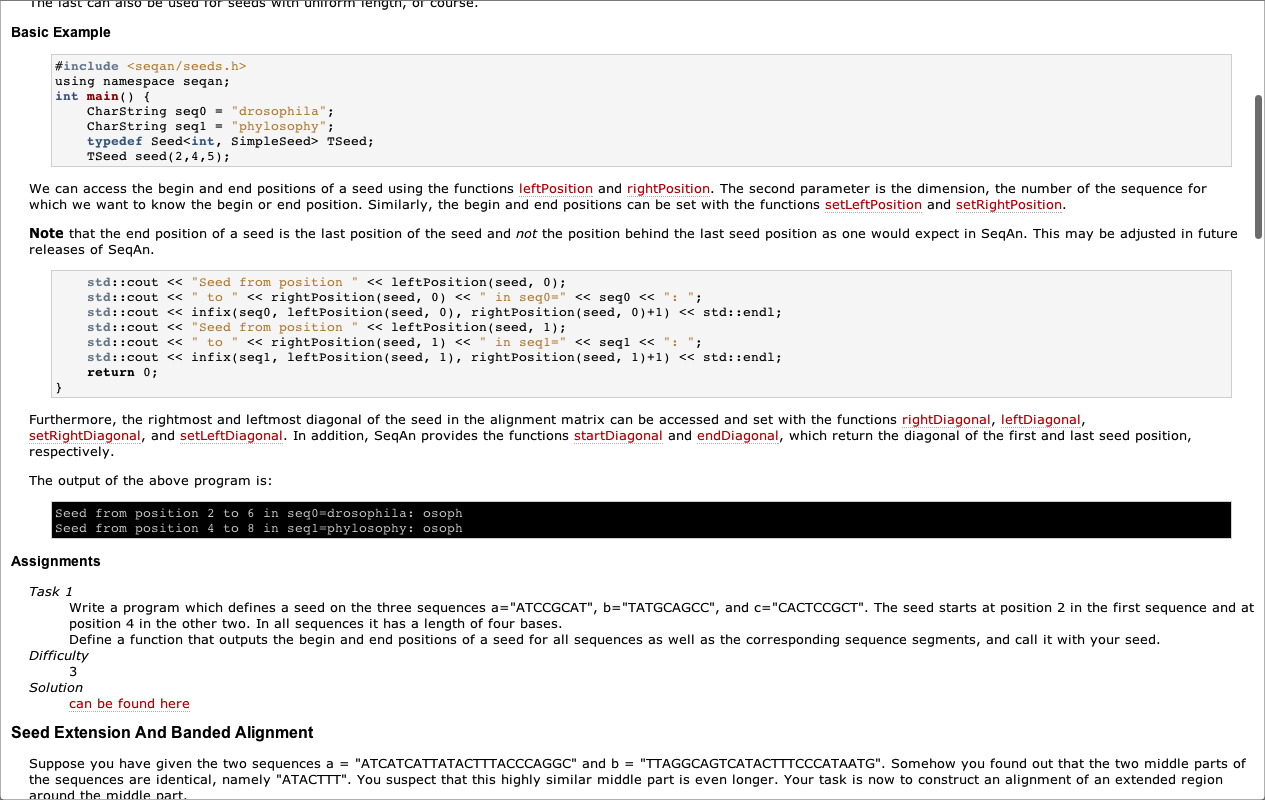 The last can also be used for seeds with uniform length, of course.
Basic Example
#include <seqan/seeds.h>
using namespace seqan;
int main() {
    CharString seq0 = "drosophila";
    CharString seq1 = "phylosophy";
    typedef Seed<int, SimpleSeed> TSeed;
    TSeed seed(2,4,5);
We can access the begin and end positions of a seed using the functions leftPosition and rightPosition. The second parameter is the dimension, the number of the sequence for
which we want to know the begin or end position. Similarly, the begin and end positions can be set with the functions setLeftPosition and setRightPosition.
Note that the end position of a seed is the last position of the seed and not the position behind the last seed position as one would expect in SeqAn. This may be adjusted in future
releases of SeqAn.
    std::cout << "Seed from position " << leftPosition(seed, 0);
    std::cout << " to " << rightPosition(seed, 0) << " in seq0=" << seq0 << ": ";
    std::cout << infix(seq0, leftPosition(seed, 0), rightPosition(seed, 0)+1) << std::endl;
    std::cout << "Seed from position " << leftPosition(seed, 1);
    std::cout << " to " << rightPosition(seed, 1) << " in seq1=" << seq1 << ": ";
    std::cout << infix(seq1, leftPosition(seed, 1), rightPosition(seed, 1)+1) << std::endl;
    return 0;
}
Furthermore, the rightmost and leftmost diagonal of the seed in the alignment matrix can be accessed and set with the functions rightDiagonal, leftDiagonal,
setRightDiagonal, and setLeftDiagonal. In addition, SeqAn provides the functions startDiagonal and endDiagonal, which return the diagonal of the first and last seed position,
respectively.
The output of the above program is:
Seed from position 2 to 6 in seq0=drosophila: osoph
Seed from position 4 to 8 in seq1=phylosophy: osoph
Assignments
Task 1
Write a program which defines a seed on the three sequences a="ATCCGCAT", b="TATGCAGCC", and c="CACTCCGCT". The seed starts at position 2 in the first sequence and at
position 4 in the other two. In all sequences it has a length of four bases.
Define a function that outputs the begin and end positions of a seed for all sequences as well as the corresponding sequence segments, and call it with your seed.
Difficulty
3
Solution
can be found here
Seed Extension And Banded Alignment
Suppose you have given the two sequences a = "ATCATCATTATACTTTACCCAGGC" and b = "TTAGGCAGTCATACTTTCCCATAATG". Somehow you found out that the two middle parts of
the sequences are identical, namely "ATACTTT". You suspect that this highly similar middle part is even longer. Your task is now to construct an alignment of an extended region
around the middle part.